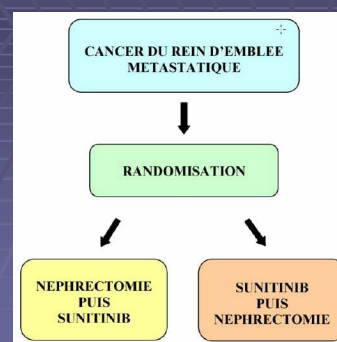 CANCER DU REIN D'EMBLEE
METASTATIQUE
RANDOMISATION
NEPHRECTOMIE
PUIS
SUNITINIB
SUNITINIB
PUIS
NEPHRECTOMIE